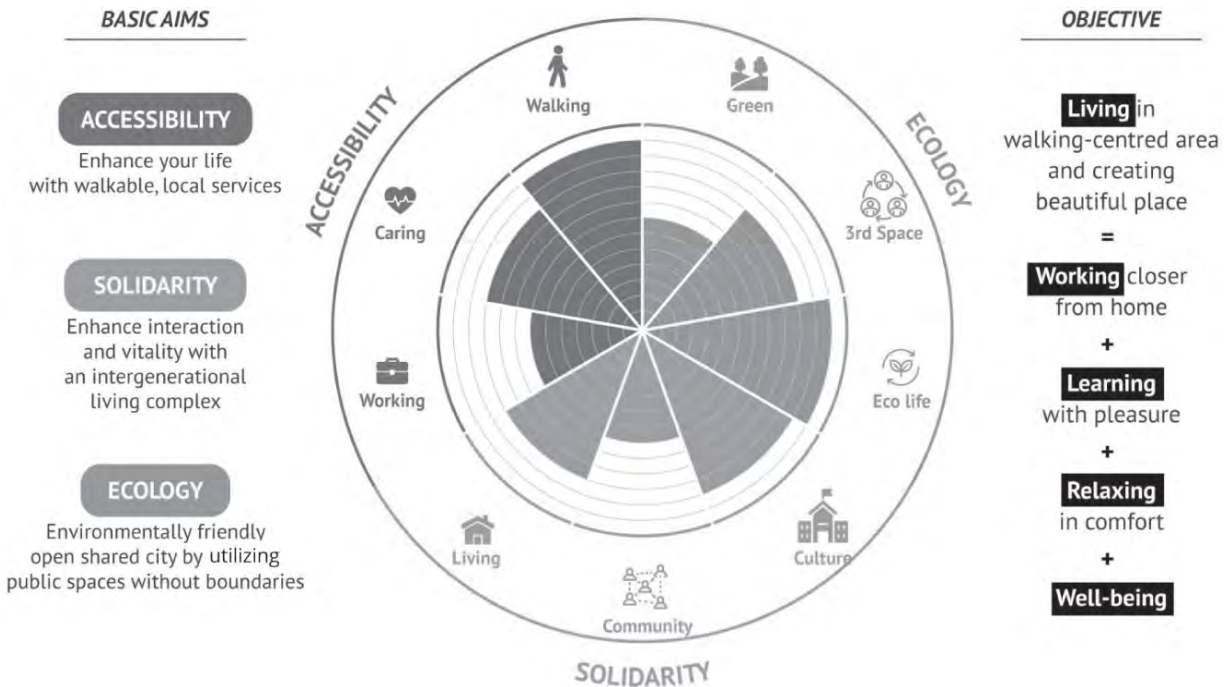 BASIC AIMS
ACCESSIBILITY
Enhance your life
with walkable, local services
SOLIDARITY
Enhance interaction
and vitality with
an intergenerational
living complex
ECOLOGY
Environmentally friendly
open shared city by utilizing
public spaces without boundaries
ACCESSIBILITY
Walking
Caring
Working
ECOLOGY
Green
3rd Space
Eco life
SOLIDARITY
Living
Community
Culture
OBJECTIVE
Living in
walking-centred area
and creating
beautiful place
=
Working closer
from home
+
Learning
with pleasure
+
Relaxing
in comfort
+
Well-being